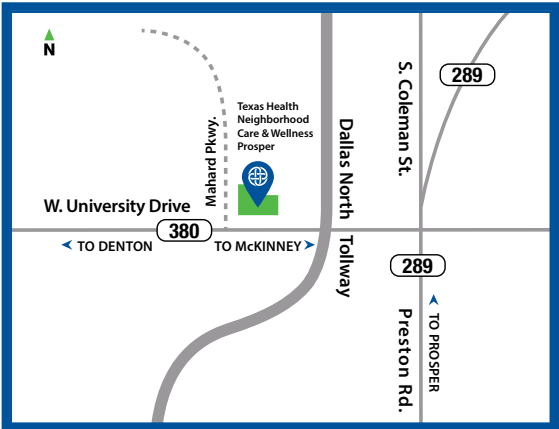 N
289
S. Coleman St.
Texas Health
Neighborhood
Care & Wellness
Prosper
Mahard Pkwy.
Dallas North
Tollway
W. University Drive
380
TO DENTON
TO McKINNEY
289
TO PROSPER
Preston Rd.